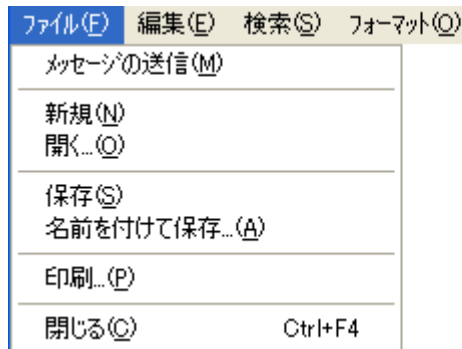 ファイル(F) 編集(E) 検索(S) フォーマット(O)
メッセージの送信(M)
新規(N)
開く...(O)
保存(S)
名前を付けて保存...(A)
印刷...(P)
閉じる(C) Ctrl+F4